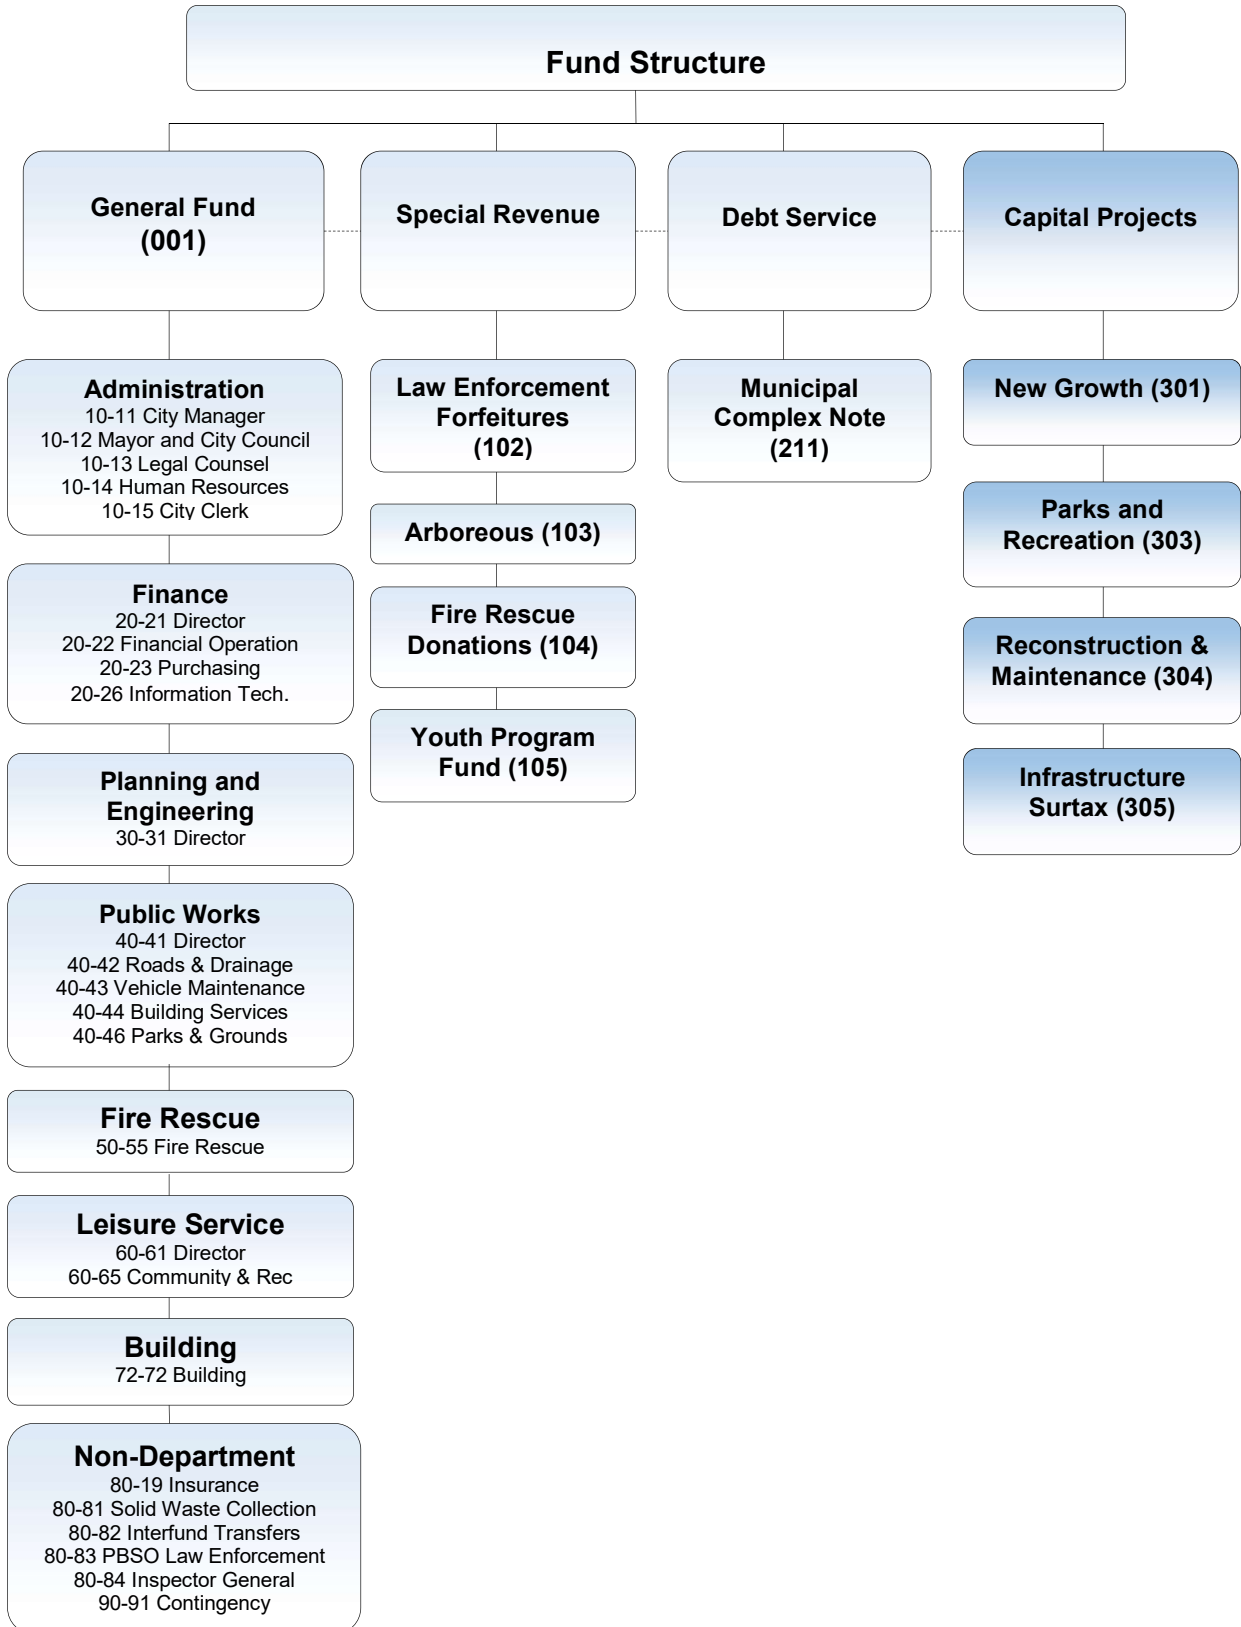 Fund Structure
General Fund
(001)
Special Revenue
Debt Service
Capital Projects
Administration
10-11 City Manager
10-12 Mayor and City Council
10-13 Legal Counsel
10-14 Human Resources
10-15 City Clerk
Finance
20-21 Director
20-22 Financial Operation
20-23 Purchasing
20-26 Information Tech.
Planning and
Engineering
30-31 Director
Public Works
40-41 Director
40-42 Roads & Drainage
40-43 Vehicle Maintenance
40-44 Building Services
40-46 Parks & Grounds
Fire Rescue
50-55 Fire Rescue
Leisure Service
60-61 Director
60-65 Community & Rec
Building
72-72 Building
Non-Department
80-19 Insurance
80-81 Solid Waste Collection
80-82 Interfund Transfers
80-83 PBSO Law Enforcement
80-84 Inspector General
90-91 Contingency
Law Enforcement
Forfeitures
(102)
Arboreous (103)
Fire Rescue
Donations (104)
Youth Program
Fund (105)
Municipal
Complex Note
(211)
New Growth (301)
Parks and
Recreation (303)
Reconstruction &
Maintenance (304)
Infrastructure
Surtax (305)